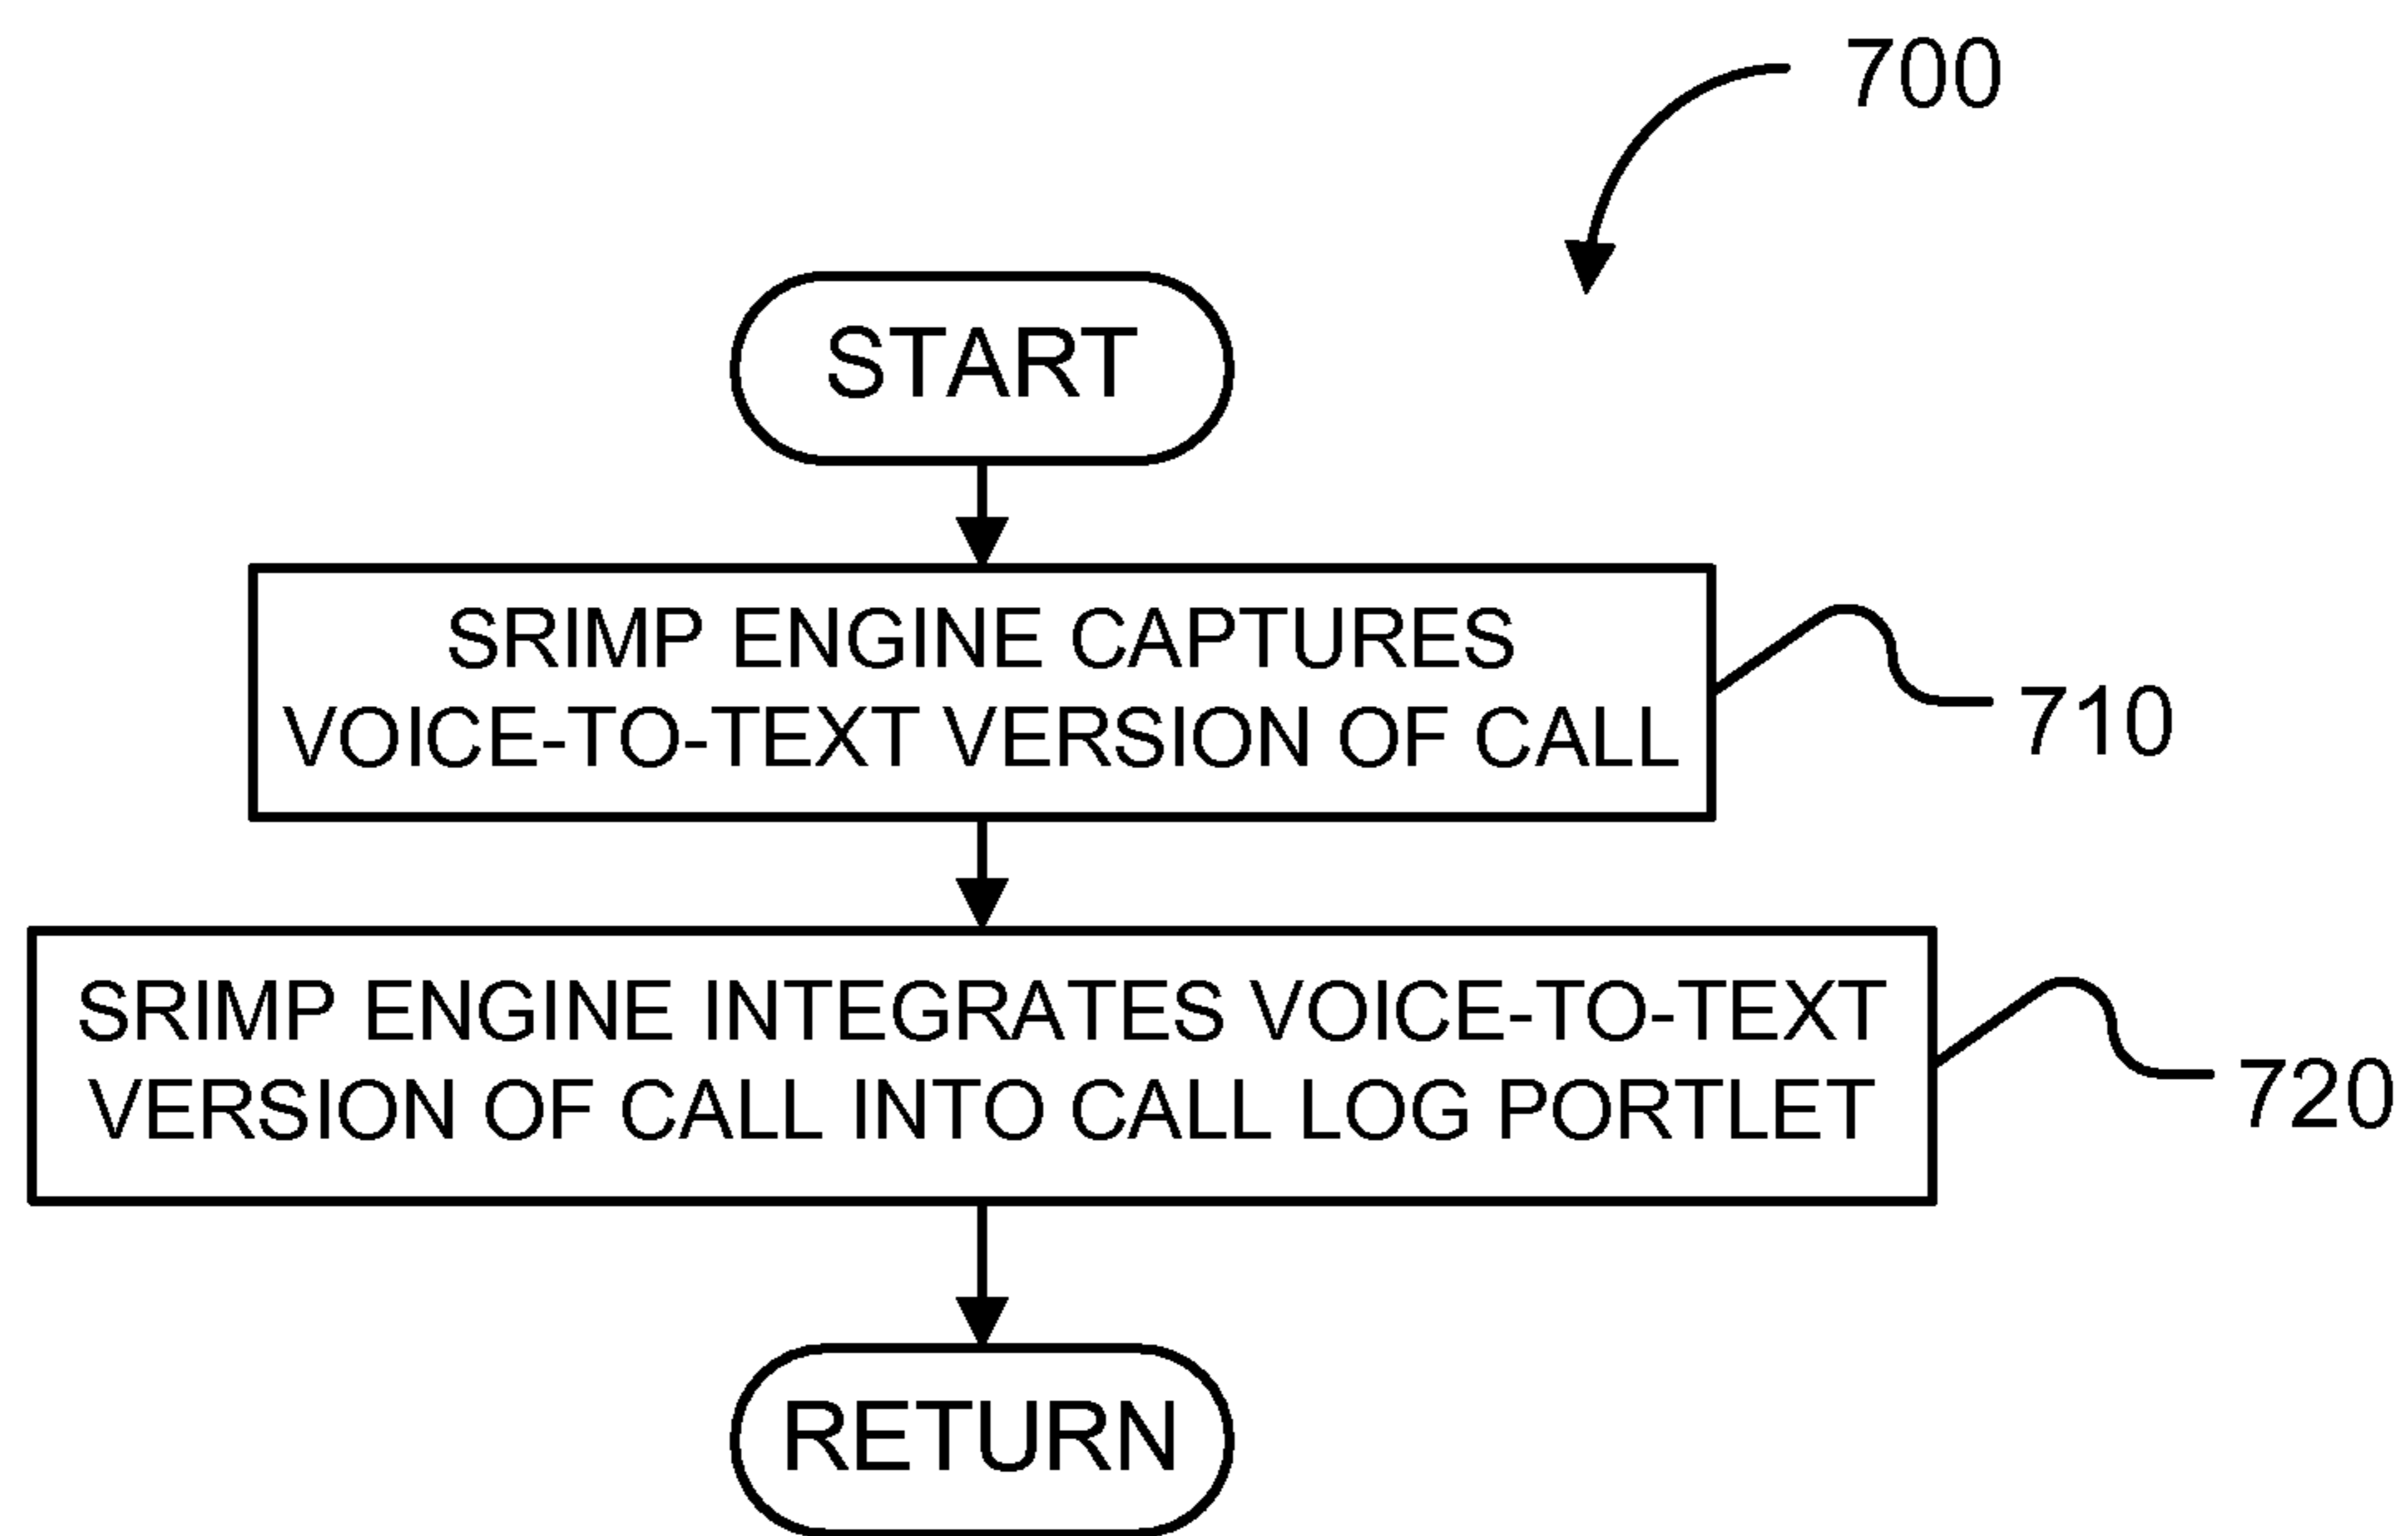 700
START
SRIMP ENGINE CAPTURES
VOICE-TO-TEXT VERSION OF CALL
710
SRIMP ENGINE INTEGRATES VOICE-TO-TEXT
VERSION OF CALL INTO CALL LOG PORTLET
720
RETURN